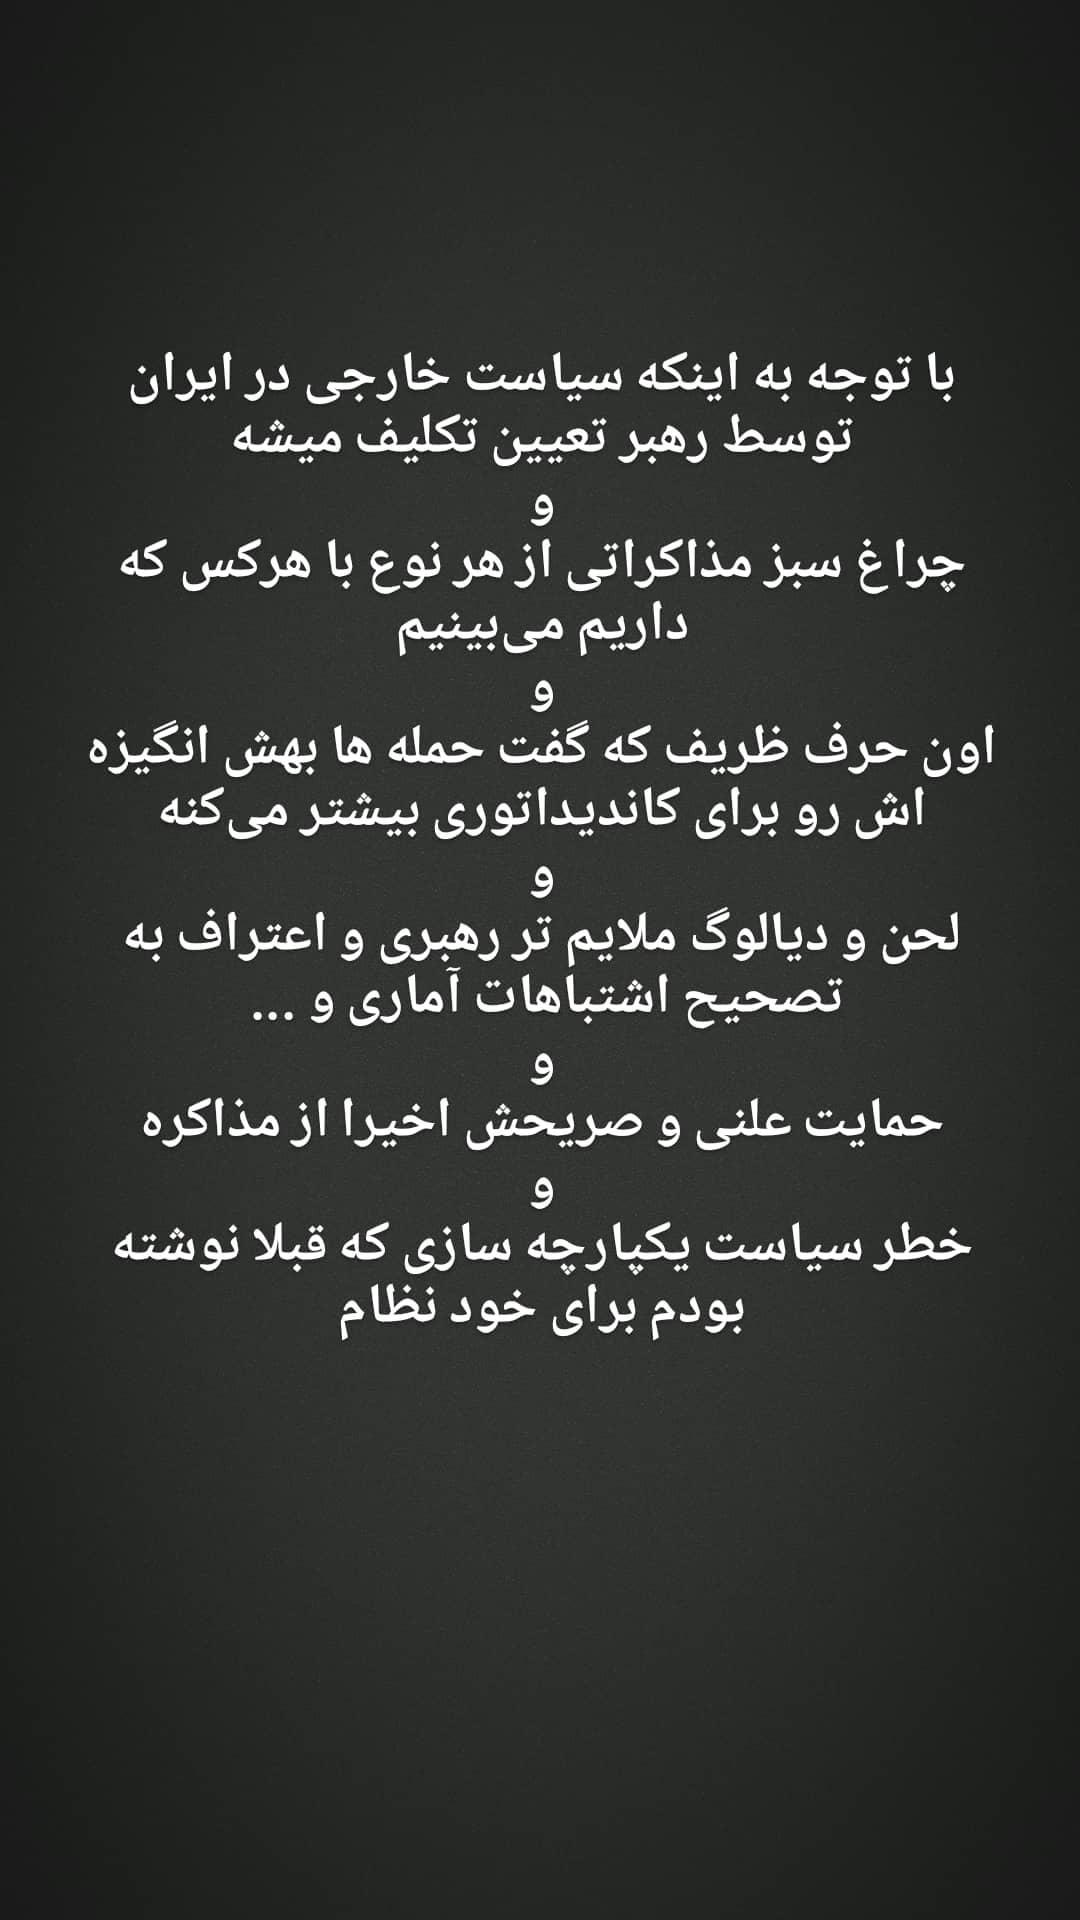 با توجه به اینکه سیاست خارجی در ایران
توسط رهبر تعیین تکلیف میشه
و
چراغ سبز مذاکراتی از هر نوع با هرکس که
داریم می‌بینیم
و
اون حرف ظریف که گفت حمله ها بهش انگیزه
اش رو برای کاندیداتوری بیشتر می‌کنه
و
لحن و دیالوگ ملایم تر رهبری و اعتراف به
تصحیح اشتباهات آماری و ...
و
حمایت علنی و صریحش اخیرا از مذاکره
و
خطر سیاست یکپارچه سازی که قبلا نوشته
بودم برای خود نظام